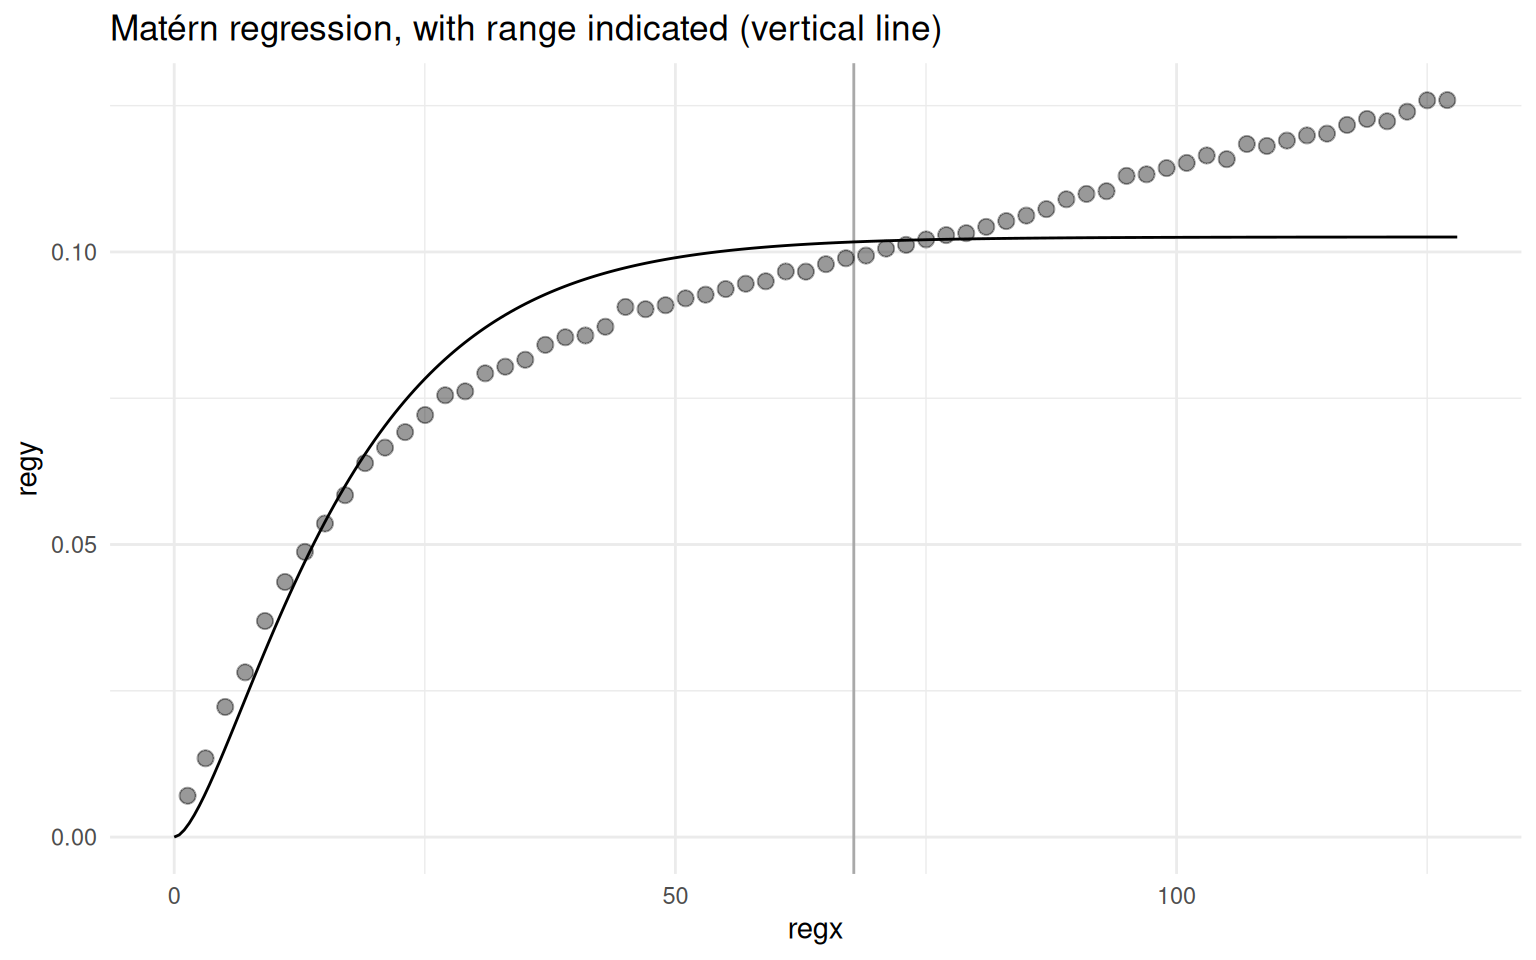 Matérn regression, with range indicated (vertical line)
regy
0.10
0.05
0.00
0
50
100
regx